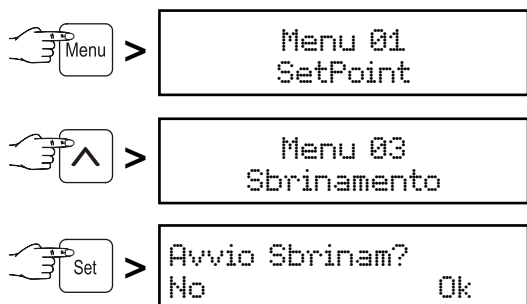 Menu > Menu 01
SetPoint
> Menu 03
Sbrinamento
Set > Avvio Sbrinam?
No Ok